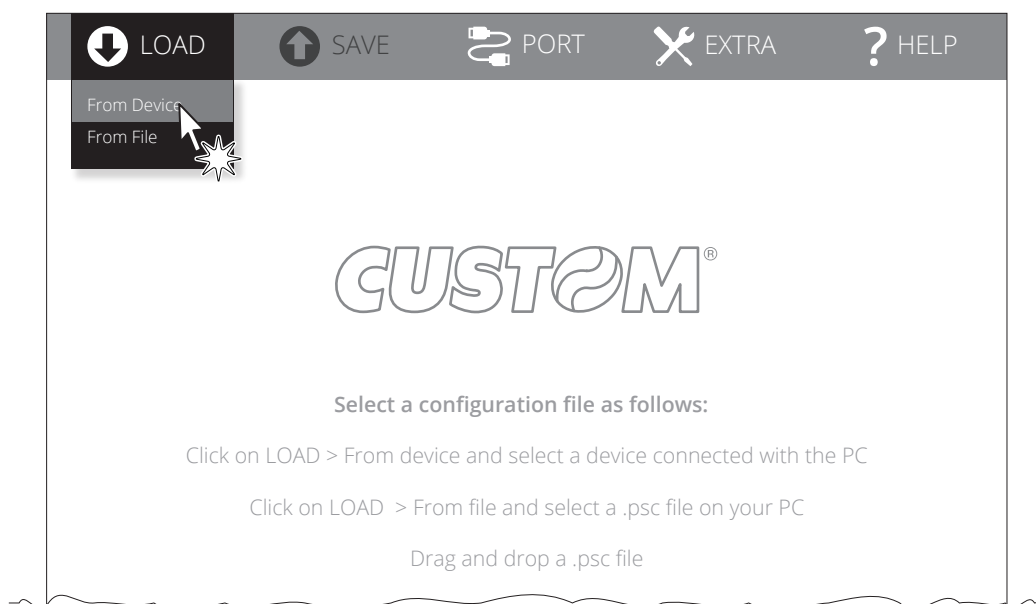 LOAD SAVE PORT EXTRA ? HELP
From Device
From File
CUSTOM®
Select a configuration file as follows:
Click on LOAD > From device and select a device connected with the PC
Click on LOAD > From file and select a .psc file on your PC
Drag and drop a .psc file